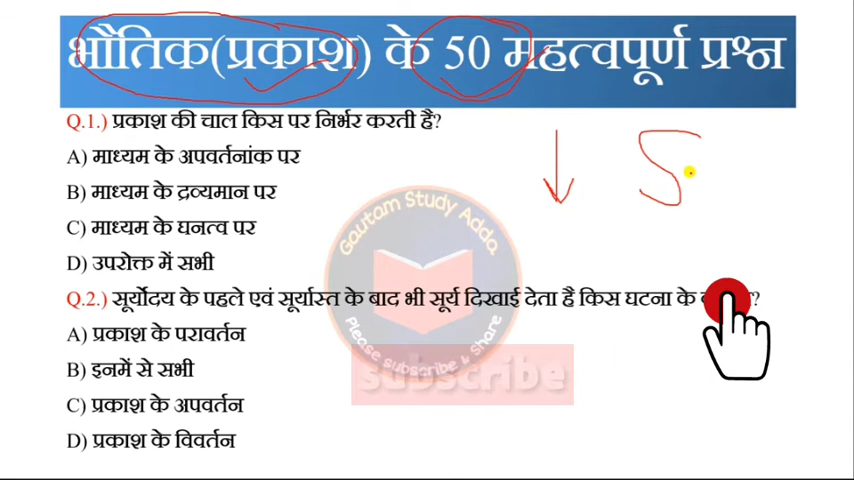 भौतिक(प्रकाश) के 50 महत्वपूर्ण प्रश्न
Q.1.) प्रकाश की चाल किस पर निर्भर करती है?
A) माध्यम के अपवर्तनांक पर
B) माध्यम के द्रव्यमान पर
C) माध्यम के घनत्व पर
D) उपरोक्त में सभी
5
Gautam Study Adda
Q.2.) सूर्योदय के पहले एवं सूर्यास्त के बाद भी सूर्य दिखाई देता है किस घटना के ?
A) प्रकाश के परावर्तन
B) इनमें से सभी
C) प्रकाश के अपवर्तन
D) प्रकाश के विवर्तन
Please subscribe & Share
subscribe